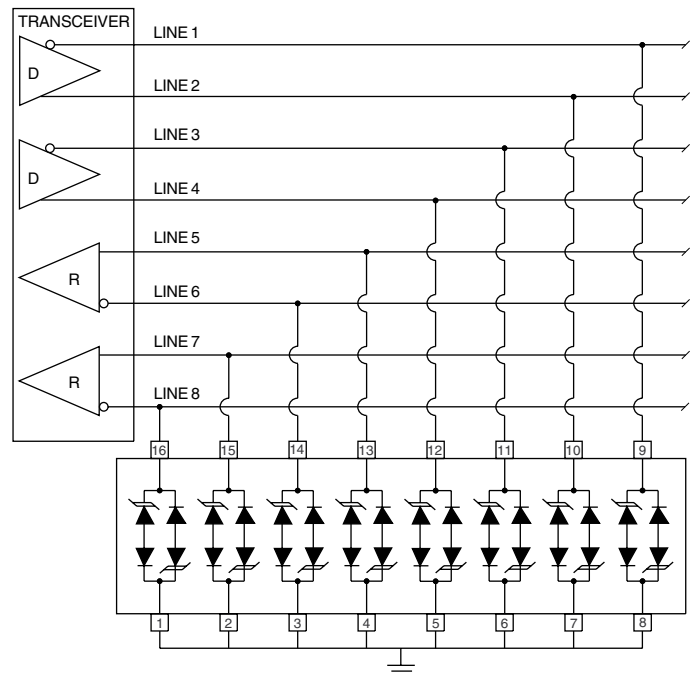 TRANSCEIVER
LINE 1
D
LINE 2
LINE 3
D
LINE 4
LINE 5
R
LINE 6
LINE 7
R
LINE 8
16 15 14 13 12 11 10 9
1 2 3 4 5 6 7 8